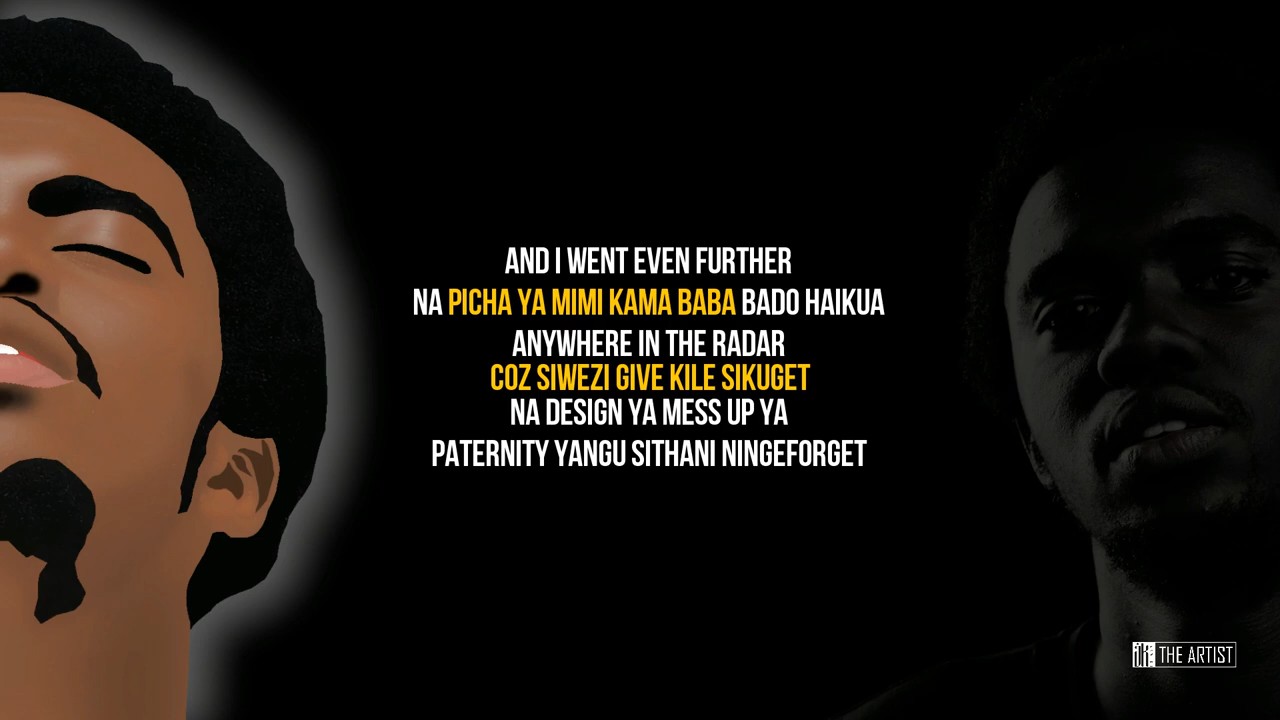 AND I WENT EVEN FURTHER
NA PICHA YA MIMI KAMA BABA BADO HAIKUA
ANYWHERE IN THE RADAR
COZ SIWEZI GIVE KILE SIKUGET
NA DESIGN YA MESS UP YA
PATERNITY YANGU SITHANI NINGEFORGET
THE ARTIST